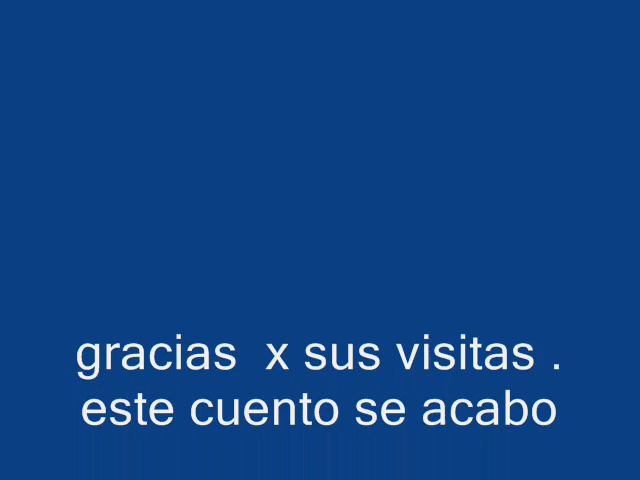 gracias  x sus visitas .
este cuento se acabo